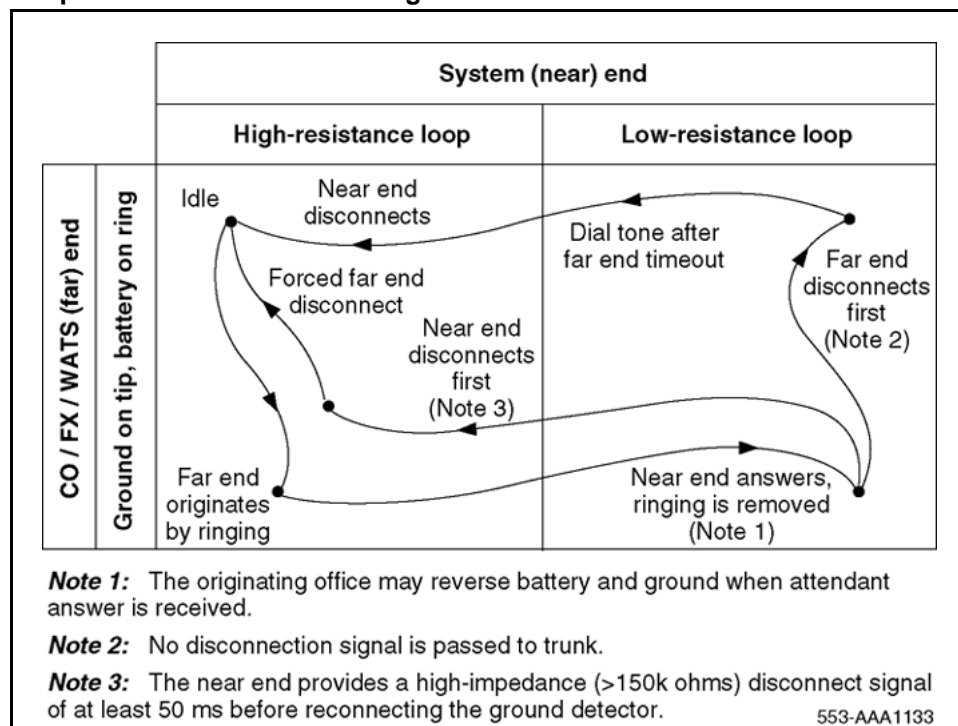 System (near) end
High-resistance loop
Low-resistance loop
CO / FX / WATS (far) end
Ground on tip, battery on ring
Idle
Near end
disconnects
Dial tone after
far end timeout
Forced far end
disconnect
Far end
disconnects
first
(Note 2)
Near end
disconnects
first
(Note 3)
Far end
originates
by ringing
Near end answers,
ringing is removed
(Note 1)
Note 1: The originating office may reverse battery and ground when attendant
answer is received.
Note 2: No disconnection signal is passed to trunk.
Note 3: The near end provides a high-impedance (>150k ohms) disconnect signal
of at least 50 ms before reconnecting the ground detector.
553-AAA1133